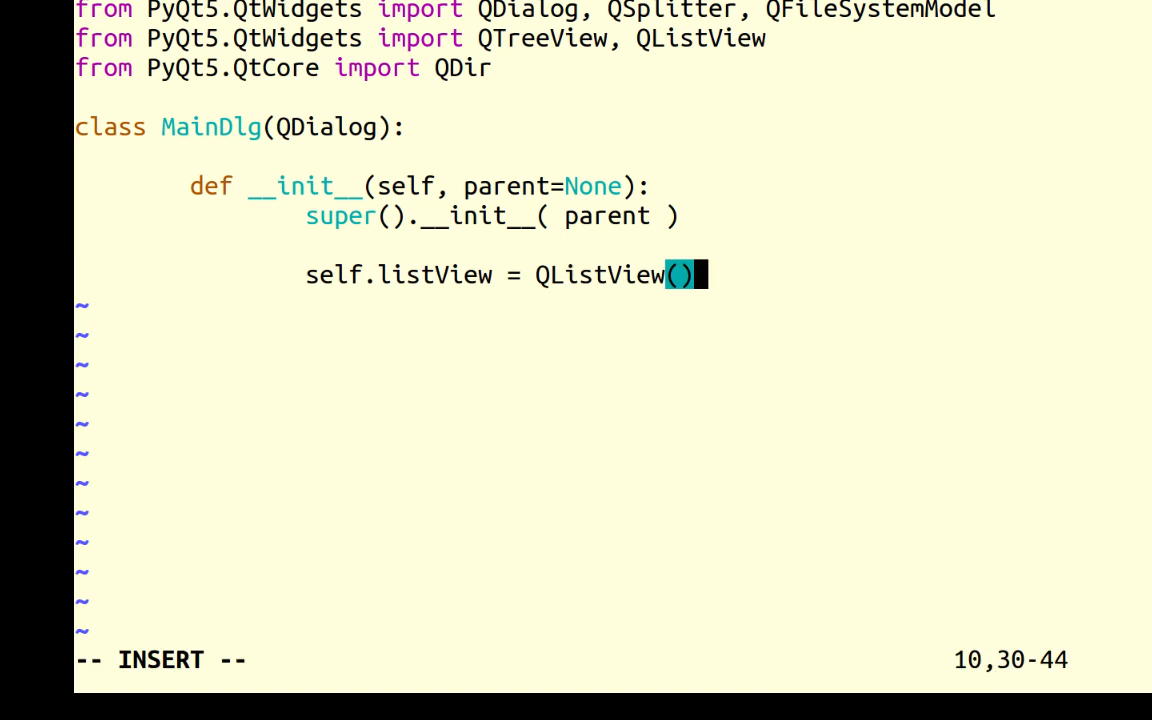 from PyQt5.QtWidgets import QDialog, QSplitter, QFileSystemModel
from PyQt5.QtWidgets import QTreeView, QListView
from PyQt5.QtCore import QDir
class MainDlg(QDialog):
def __init__(self, parent=None):
super().__init__( parent )
self.listView = QListView()
~
~
~
~
~
~
~
~
~
~
~
~
-- INSERT -- 10,30-44